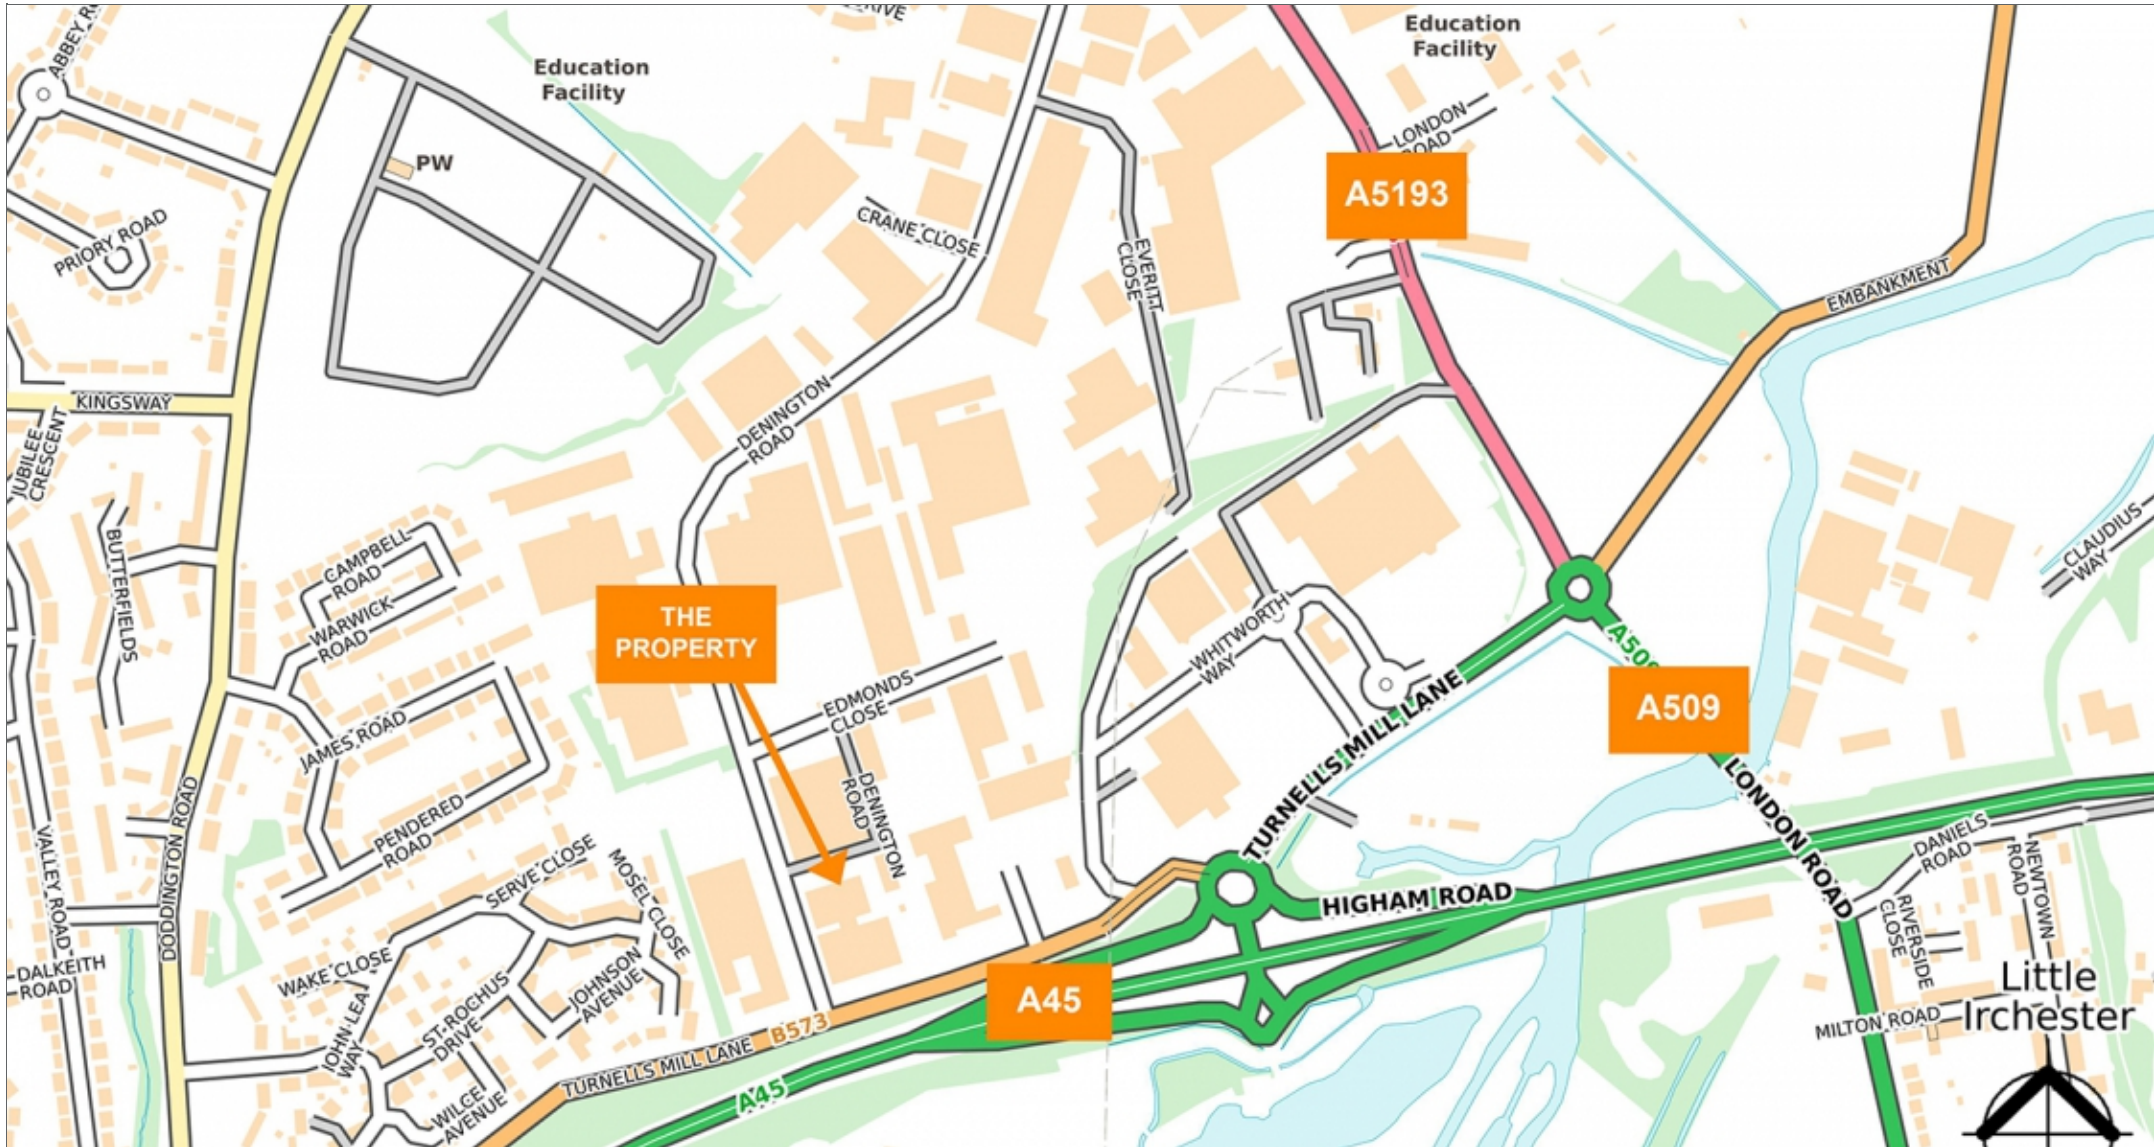 ABBEY R
DRIVE
Education
Facility
Education
Facility
PW
LONDON
ROAD
A5193
PRIORY ROAD
CRANE CLOSE
EVERITT
CLOSE
EMBANKMENT
KINGSWAY
JUBILEE
CRESCENT
DENINGTON
ROAD
BUTTERFIELDS
CAMPBELL
ROAD
WARWICK
ROAD
CLAUDIUS
WAY
THE
PROPERTY
WHITWORTH
WAY
A509
A509
EDMONDS
CLOSE
JAMES ROAD
TURNELLS MILL LANE
DENINGTON
ROAD
PENDERED
ROAD
DODDINGTON ROAD
VALLEY ROAD
SERVE CLOSE
MOSEL CLOSE
LONDON ROAD
DANIELS
ROAD
NEWTOWN
ROAD
HIGHAM ROAD
RIVERSIDE
CLOSE
WAKE CLOSE
DALKEITH
ROAD
JOHNSON
AVENUE
ST. ROCHUS
DRIVE
JOHN LEA
WAY
A45
Little
Irchester
MILTON ROAD
B573
TURNELLS MILL LANE
A45
WILCE
AVENUE